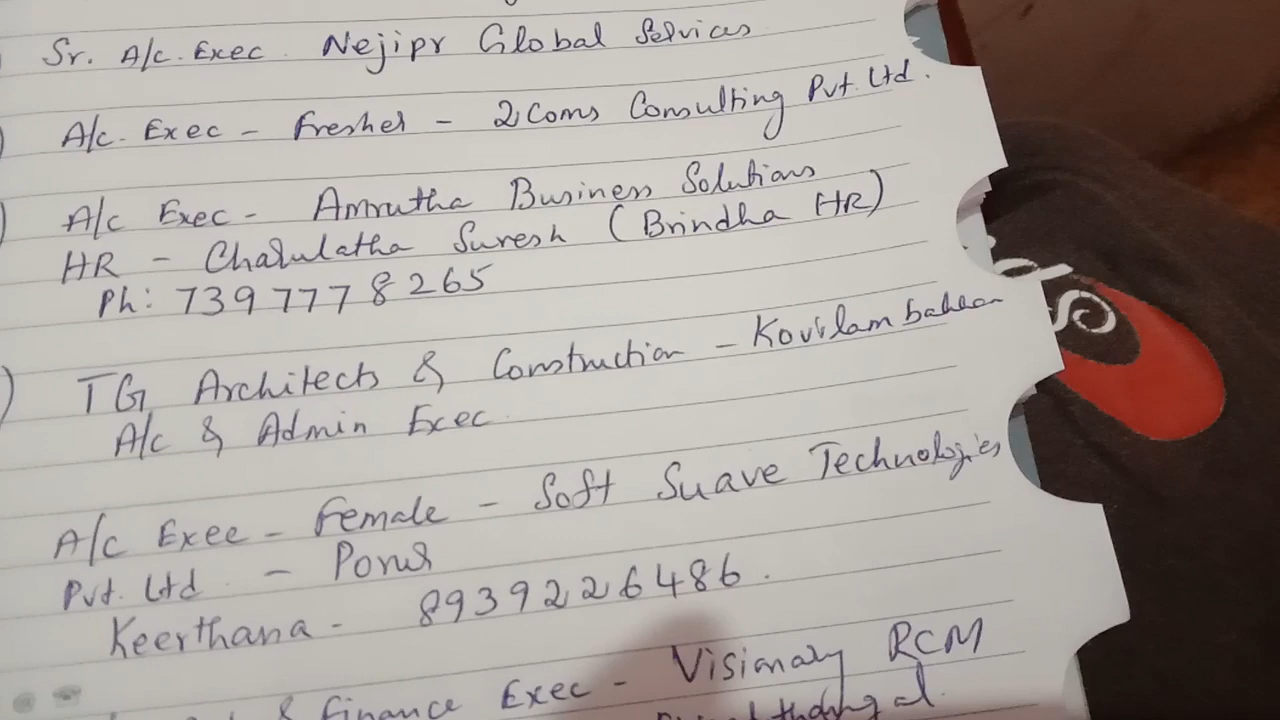 Sr. A/c. Exec. Nejipr Global Services
) A/c. Exec - Fresher - 2Coms Consulting Pvt. Ltd.
) A/c Exec - Amrutha Business Solutions
HR - Charulatha Suresh (Brindha HR)
Ph: 7397778265
) TG Architects & Construction - Kovilambakkam
A/c & Admin Exec.
A/c Exec - Female - Soft Suave Technologies
Pvt. Ltd. - Porur
Keerthana - 8939226486.
& Finance Exec - Visionary RCM